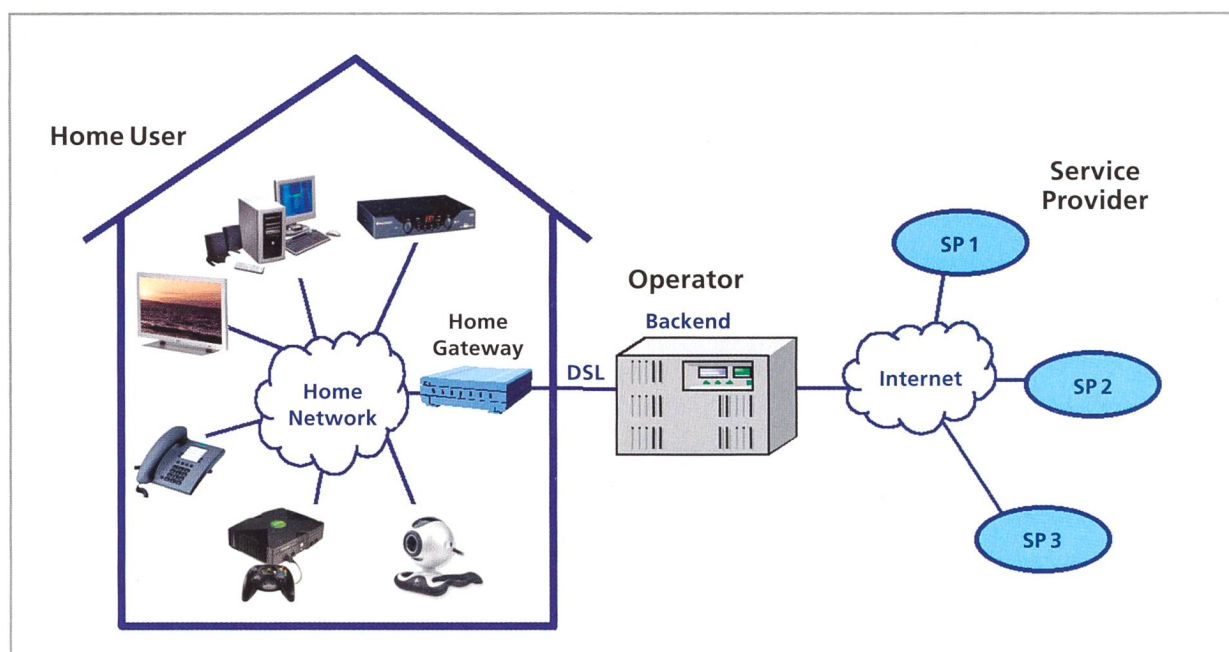 Home User
Home
Network
Home
Gateway
DSL
Operator
Backend
Internet
Service
Provider
SP 1
SP 2
SP 3